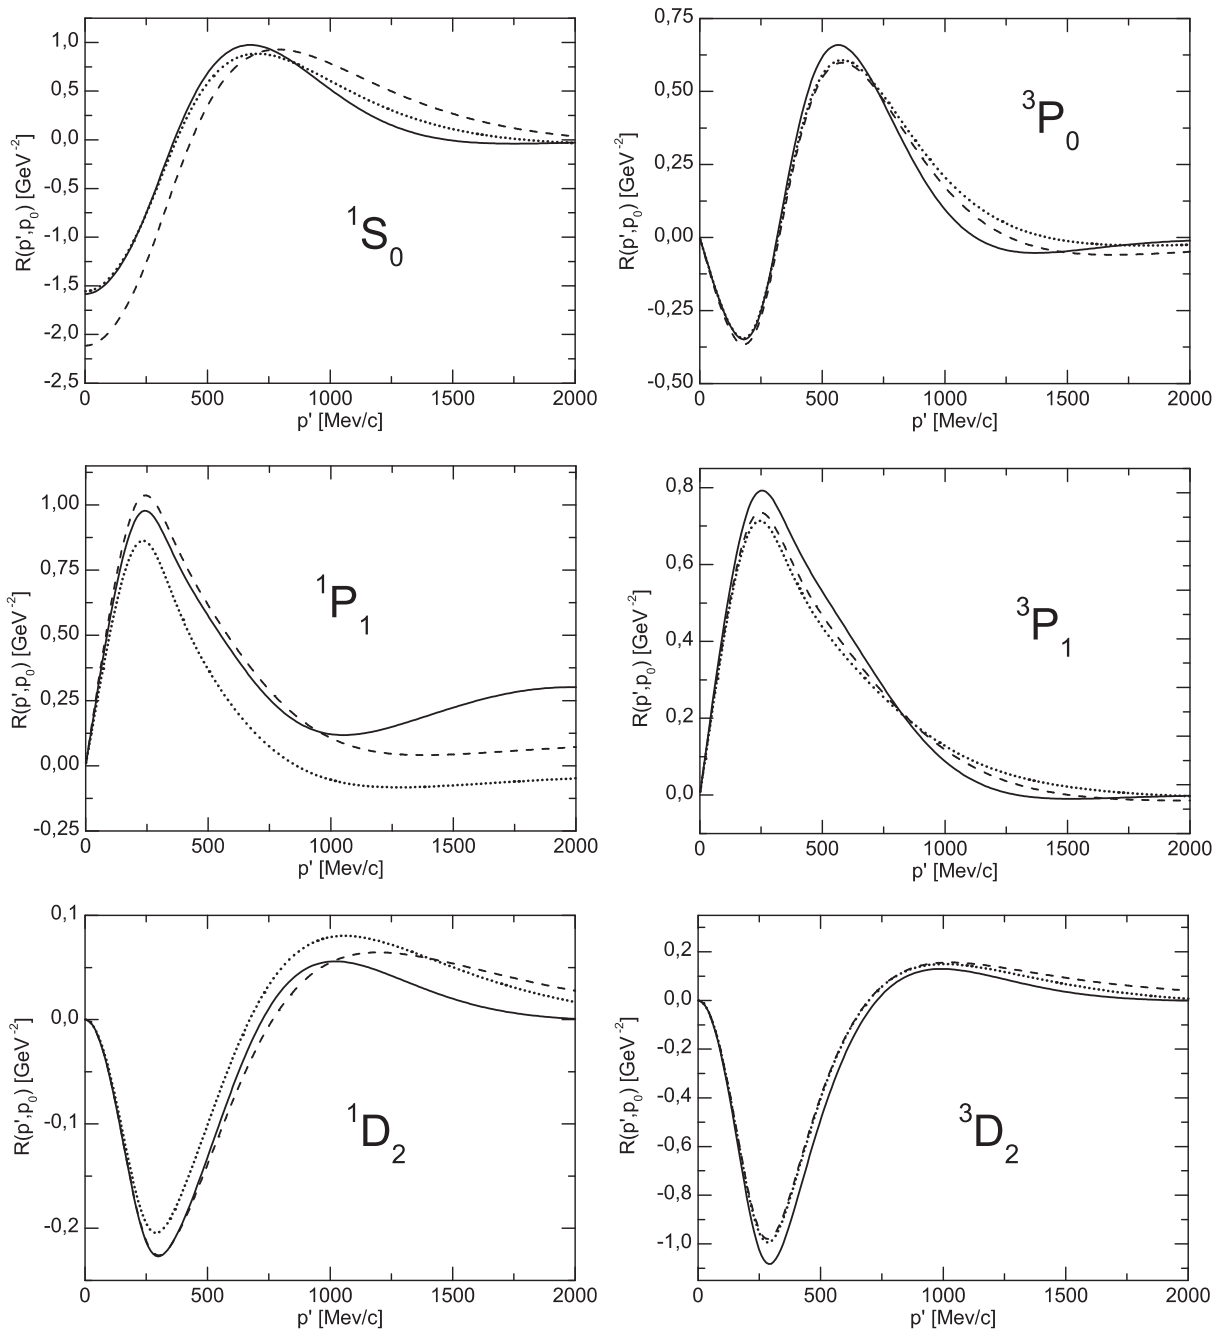 1,0
0,5
0,0
-0,5
-1,0
-1,5
-2,0
-2,5
R(p',p₀) [GeV⁻²]
¹S₀
0 500 1000 1500 2000
p' [Mev/c]
0,75
0,50
0,25
0,00
-0,25
-0,50
R(p',p₀) [GeV⁻²]
³P₀
0 500 1000 1500 2000
p' [Mev/c]
1,00
0,75
0,50
0,25
0,00
-0,25
R(p',p₀) [GeV⁻²]
¹P₁
0 500 1000 1500 2000
p' [Mev/c]
0,8
0,6
0,4
0,2
0,0
R(p',p₀) [GeV⁻²]
³P₁
0 500 1000 1500 2000
p' [Mev/c]
0,1
0,0
-0,1
-0,2
R(p',p₀) [GeV⁻²]
¹D₂
0 500 1000 1500 2000
p' [Mev/c]
0,2
0,0
-0,2
-0,4
-0,6
-0,8
-1,0
R(p',p₀) [GeV⁻²]
³D₂
0 500 1000 1500 2000
p' [Mev/c]